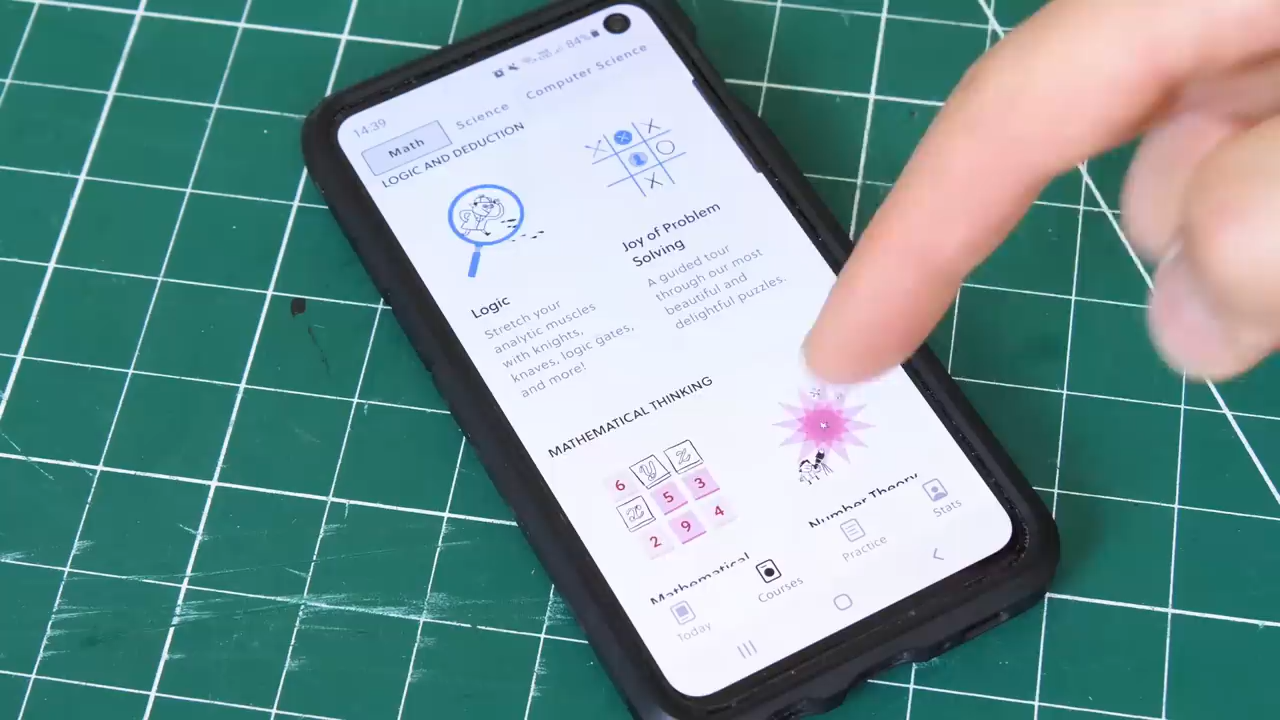 14:39
84%
Math
Science
Computer Science
LOGIC AND DEDUCTION
X
X
X
O
X
Logic
Stretch your
analytic muscles
with knights,
knaves, logic gates,
and more!
Joy of Problem
Solving
A guided tour
through our most
beautiful and
delightful puzzles.
MATHEMATICAL THINKING
6 y z
x 5 3
2 9 4
Mathematical
Number Theory
Today
Courses
Practice
Stats